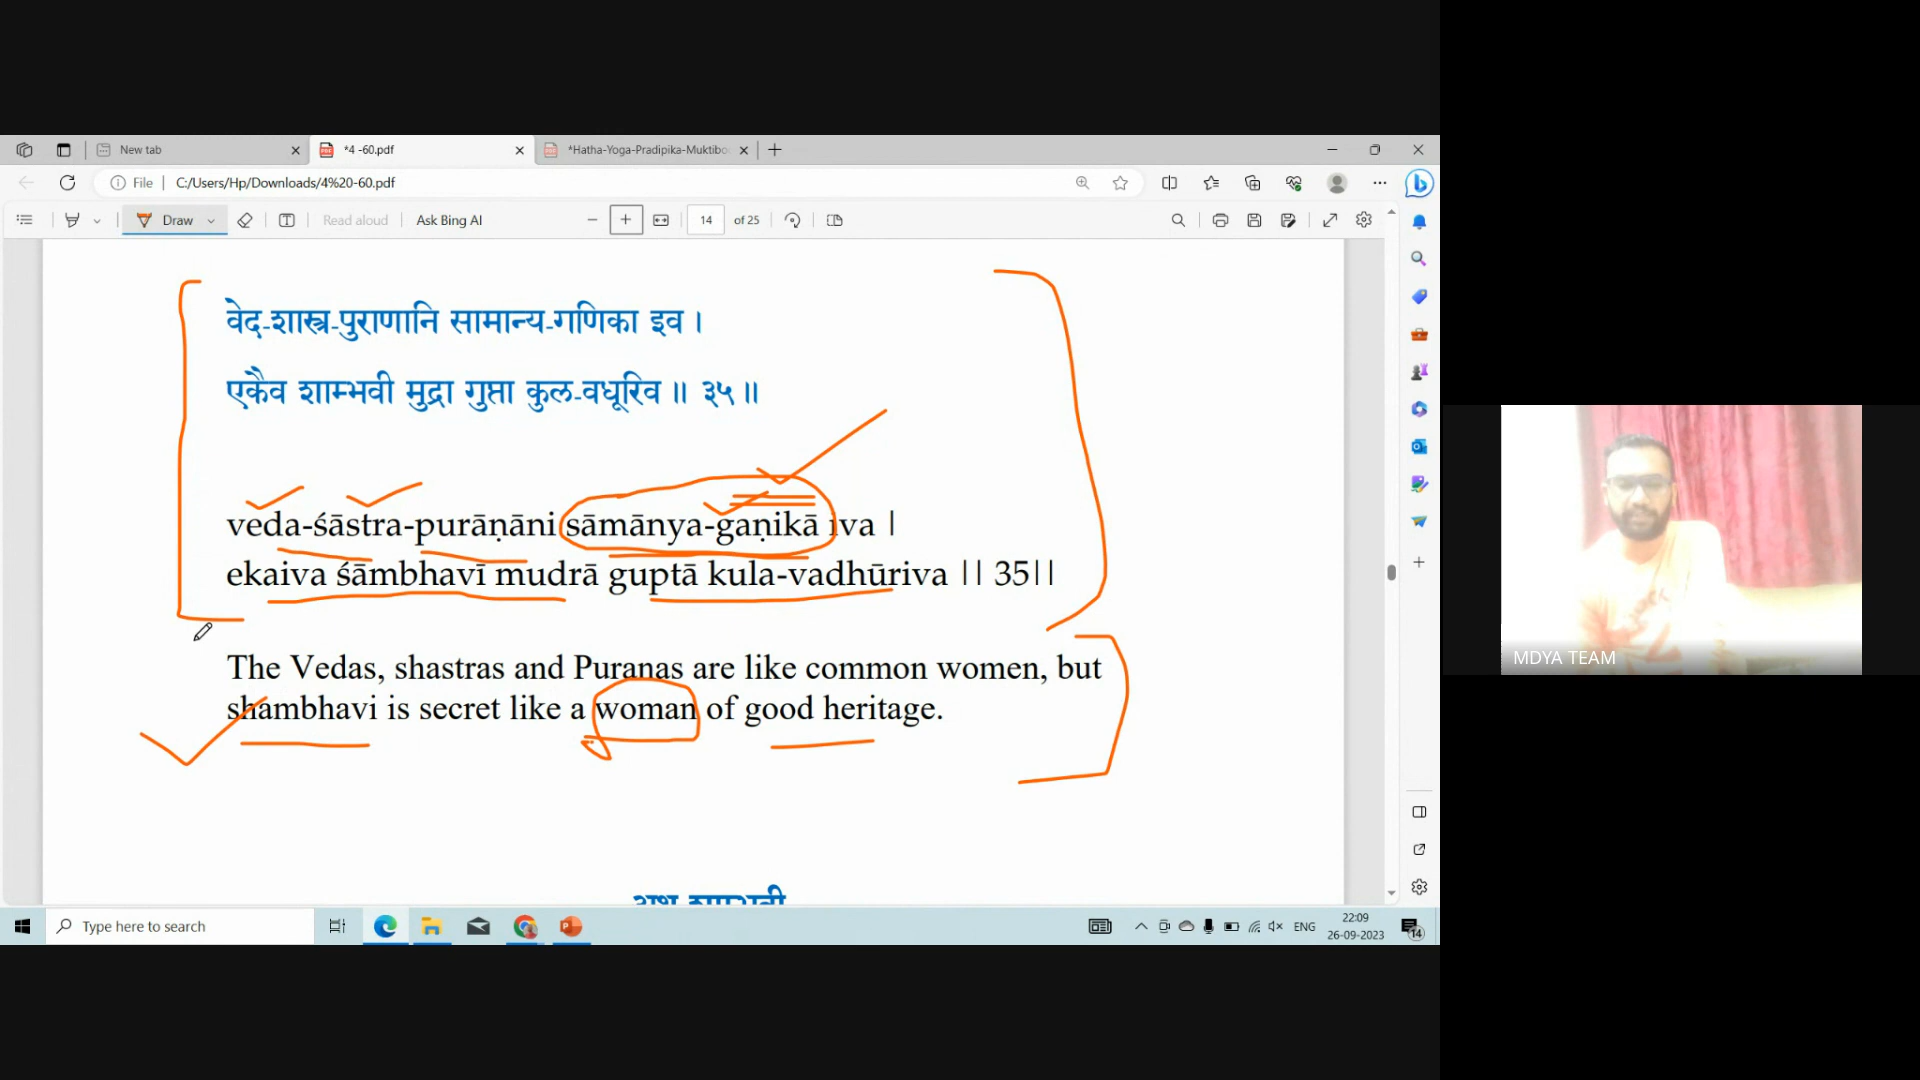 New tab
*4 -60.pdf
*Hatha-Yoga-Pradipika-Muktibo
File
C:/Users/Hp/Downloads/4%20-60.pdf
Draw
Read aloud
Ask Bing AI
14 of 25
वेद-शास्त्र-पुराणानि सामान्य-गणिका इव ।
एकैव शाम्भवी मुद्रा गुप्ता कुल-वधूरिव ॥ ३५ ॥
veda-śāstra-purāṇāni sāmānya-gaṇikā iva |
ekaiva śāmbhavī mudrā guptā kula-vadhūriva || 35||
The Vedas, shastras and Puranas are like common women, but
shambhavi is secret like a woman of good heritage.
MDYA TEAM
Type here to search
ENG
22:09
26-09-2023
14